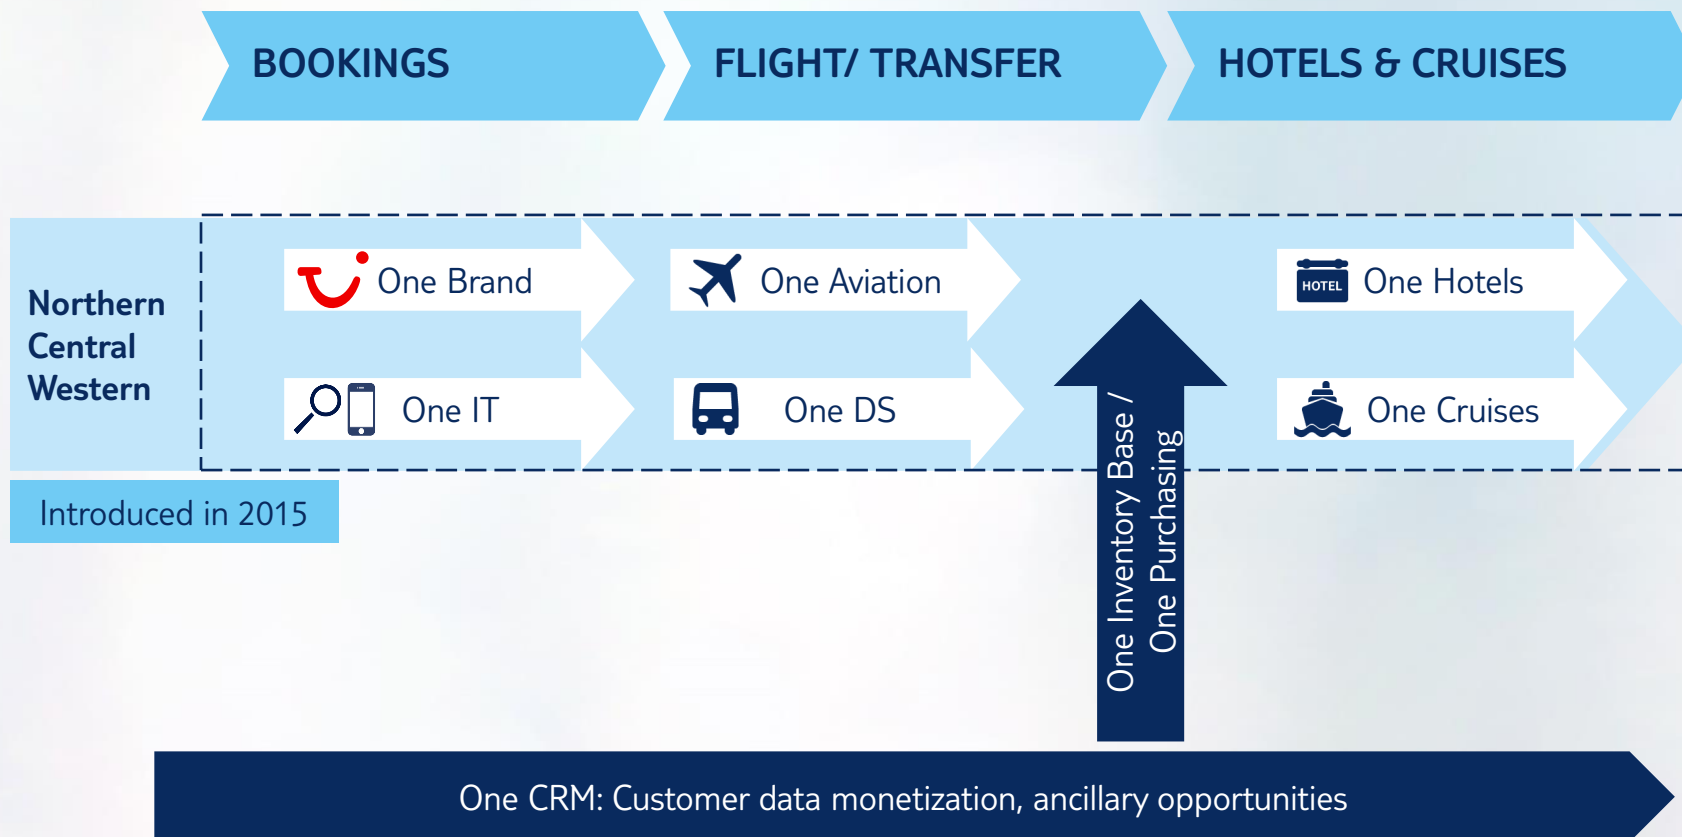 BOOKINGS
FLIGHT/ TRANSFER
HOTELS & CRUISES
Northern
Central
Western
One Brand
One Aviation
HOTEL
One Hotels
One IT
One DS
One Cruises
Introduced in 2015
One Inventory Base /
One Purchasing
One CRM: Customer data monetization, ancillary opportunities